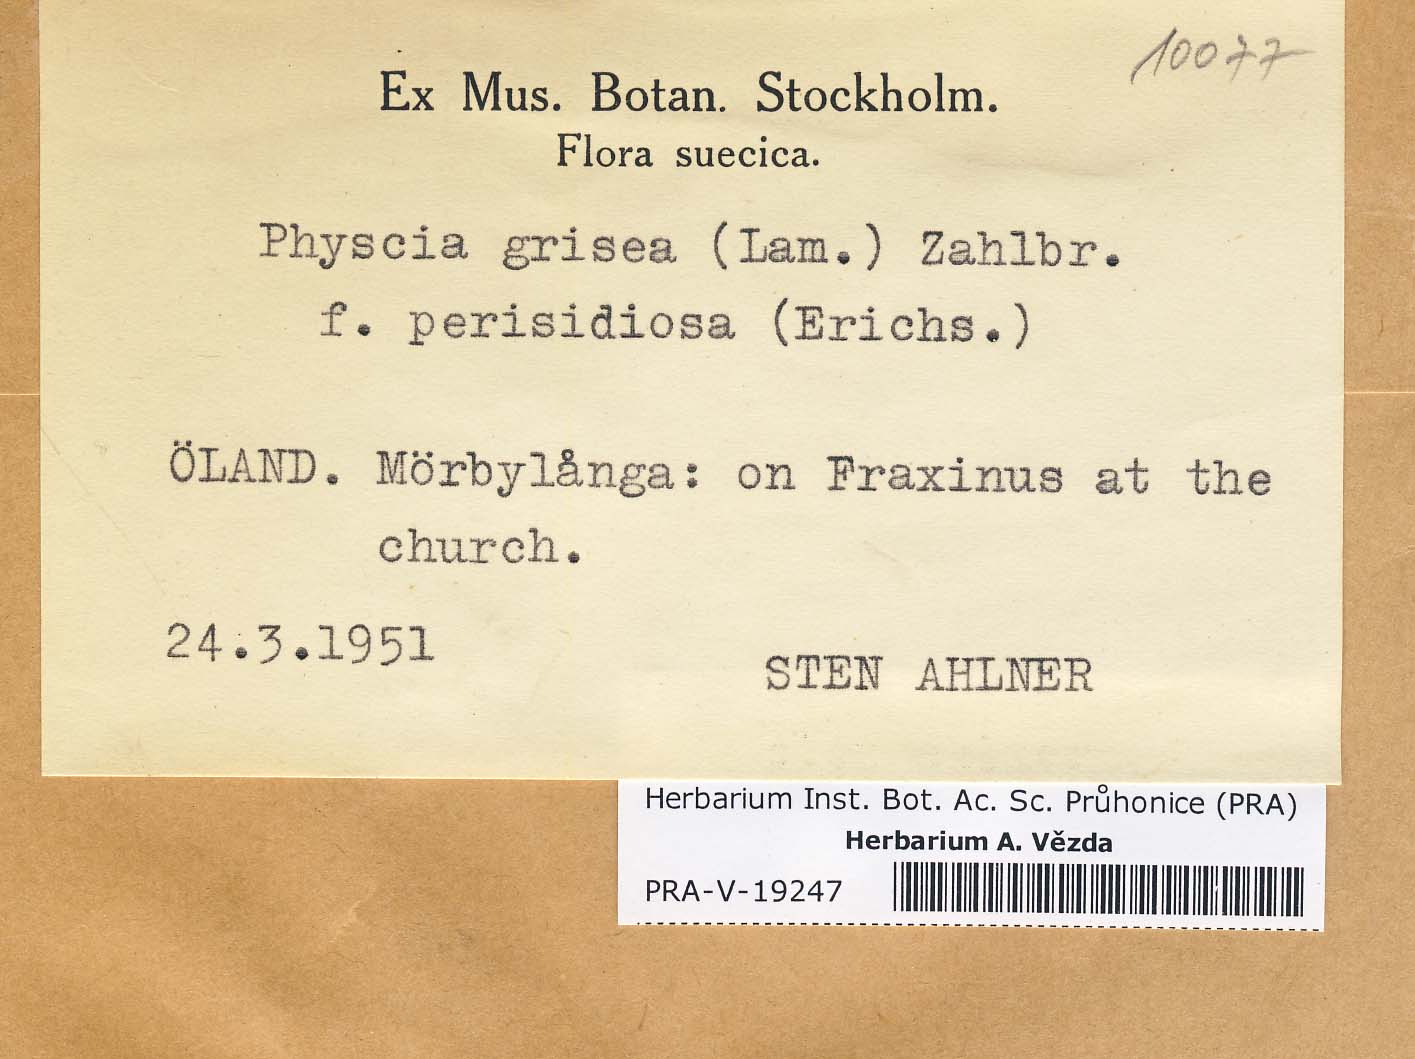 10077
Ex Mus. Botan. Stockholm.
Flora suecica.
Physcia grisea (Lam.) Zahlbr.
f. perisidiosa (Erichs.)
ÖLAND. Mörbylånga: on Fraxinus at the
church.
24.3.1951
STEN AHLNER
Herbarium Inst. Bot. Ac. Sc. Průhonice (PRA)
Herbarium A. Vězda
PRA-V-19247